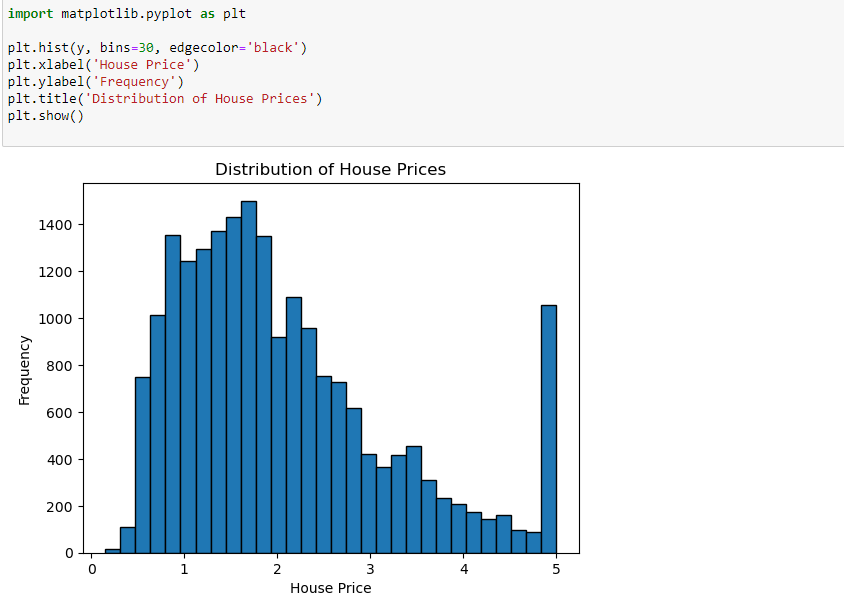 import matplotlib.pyplot as plt
plt.hist(y, bins=30, edgecolor='black')
plt.xlabel('House Price')
plt.ylabel('Frequency')
plt.title('Distribution of House Prices')
plt.show()
Distribution of House Prices
1400
1200
1000
800
600
400
200
0
Frequency
0 1 2 3 4 5
House Price